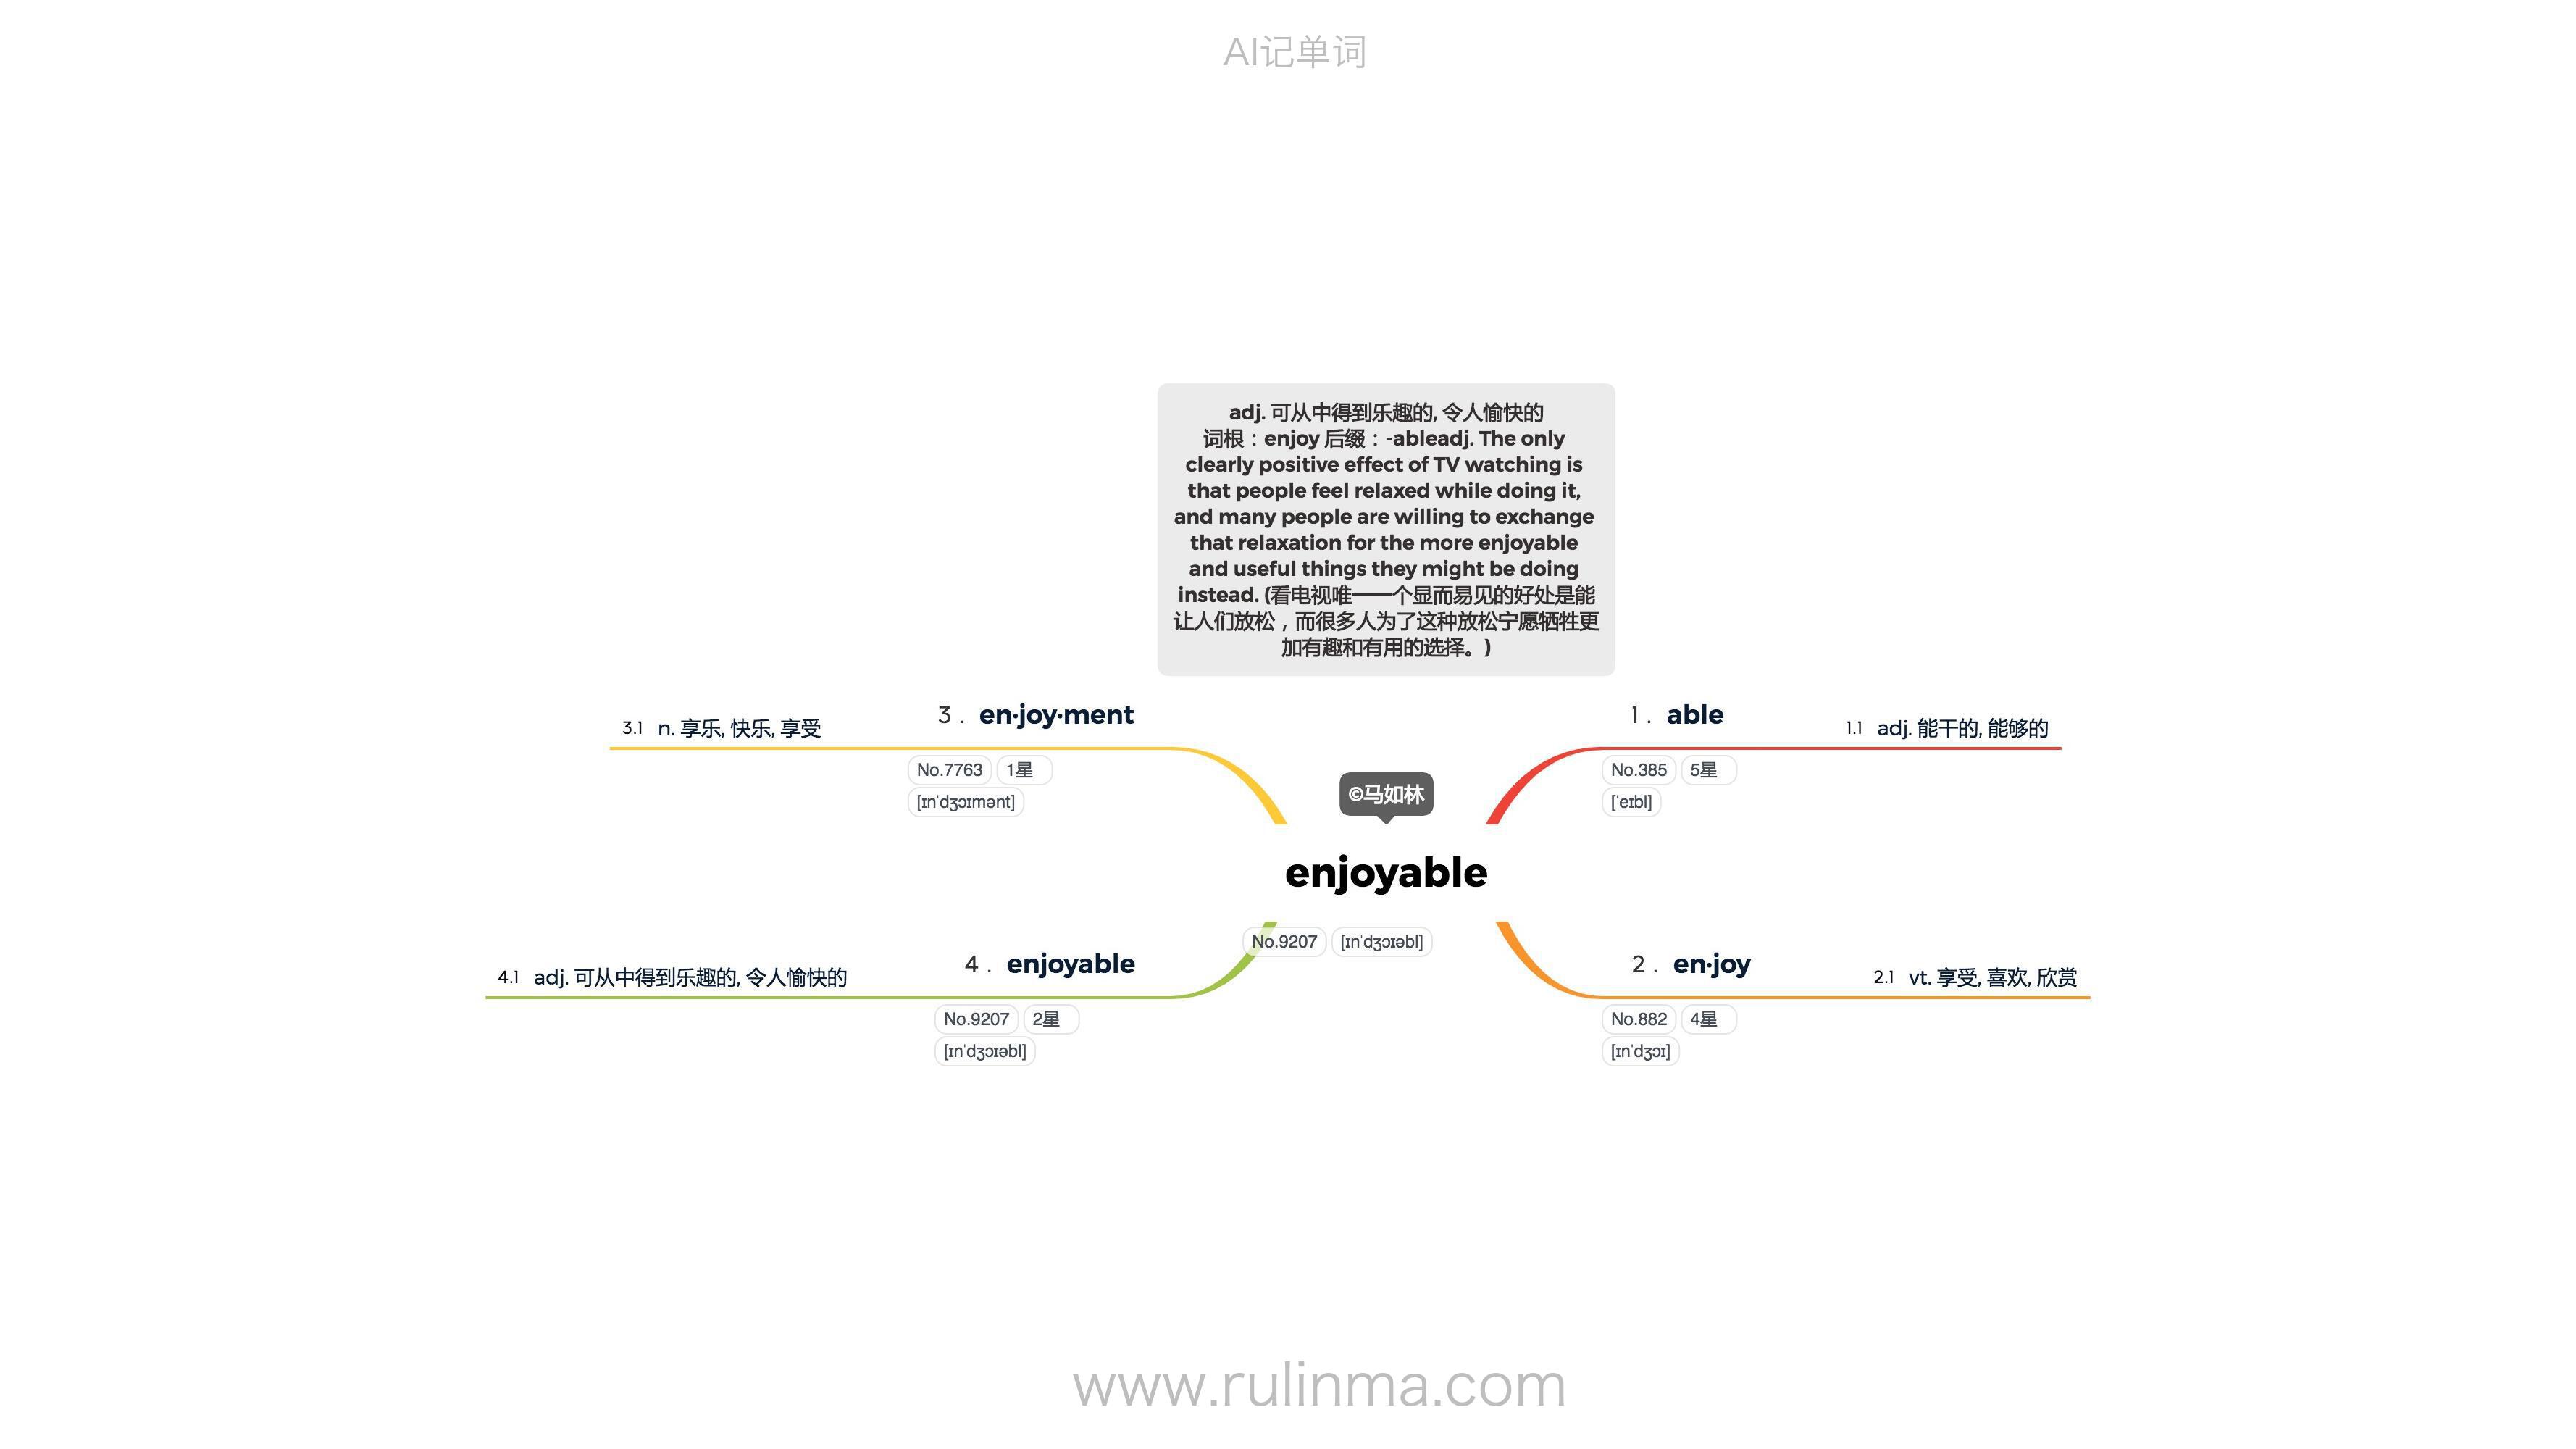 AI记单词
adj. 可从中得到乐趣的, 令人愉快的
词根：enjoy 后缀：-ableadj. The only
clearly positive effect of TV watching is
that people feel relaxed while doing it,
and many people are willing to exchange
that relaxation for the more enjoyable
and useful things they might be doing
instead. (看电视唯一一个显而易见的好处是能
让人们放松，而很多人为了这种放松宁愿牺牲更
加有趣和有用的选择。)
3.1 n. 享乐, 快乐, 享受
3. en·joy·ment
No.7763 1星
[ɪnˈdʒɔɪmənt]
1. able
1.1 adj. 能干的, 能够的
No.385 5星
[ˈeɪbl]
©马如林
enjoyable
No.9207 [ɪnˈdʒɔɪəbl]
4.1 adj. 可从中得到乐趣的, 令人愉快的
4. enjoyable
No.9207 2星
[ɪnˈdʒɔɪəbl]
2. en·joy
2.1 vt. 享受, 喜欢, 欣赏
No.882 4星
[ɪnˈdʒɔɪ]
www.rulinma.com